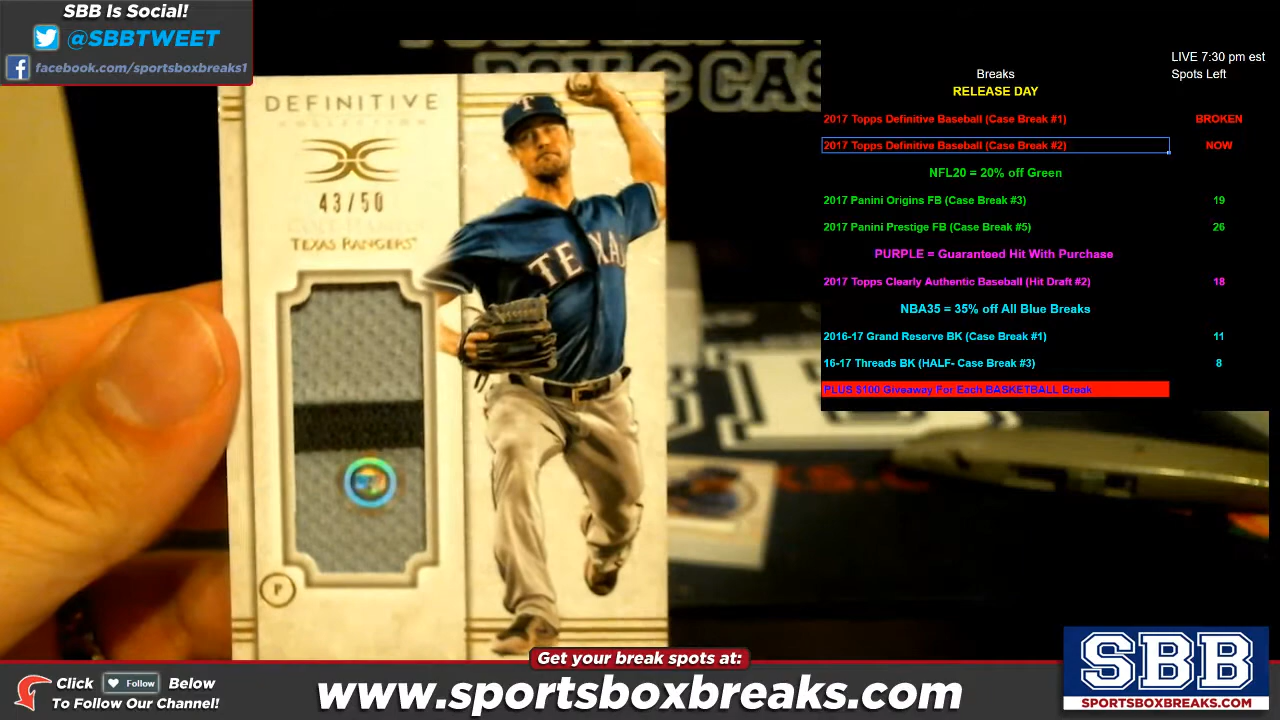 SBB Is Social!
@SBBTWEET
facebook.com/sportsboxbreaks1
DEFINITIVE
COLLECTION
43/50
TEXAS RANGERS
P
T
TEXAS
LIVE 7:30 pm est
Breaks
Spots Left
RELEASE DAY
2017 Topps Definitive Baseball (Case Break #1) BROKEN
2017 Topps Definitive Baseball (Case Break #2) NOW
NFL20 = 20% off Green
2017 Panini Origins FB (Case Break #3) 19
2017 Panini Prestige FB (Case Break #5) 26
PURPLE = Guaranteed Hit With Purchase
2017 Topps Clearly Authentic Baseball (Hit Draft #2) 18
NBA35 = 35% off All Blue Breaks
2016-17 Grand Reserve BK (Case Break #1) 11
16-17 Threads BK (HALF- Case Break #3) 8
PLUS $100 Giveaway For Each BASKETBALL Break
Get your break spots at:
Click Follow Below
To Follow Our Channel!
www.sportsboxbreaks.com
SBB
SPORTSBOXBREAKS.COM